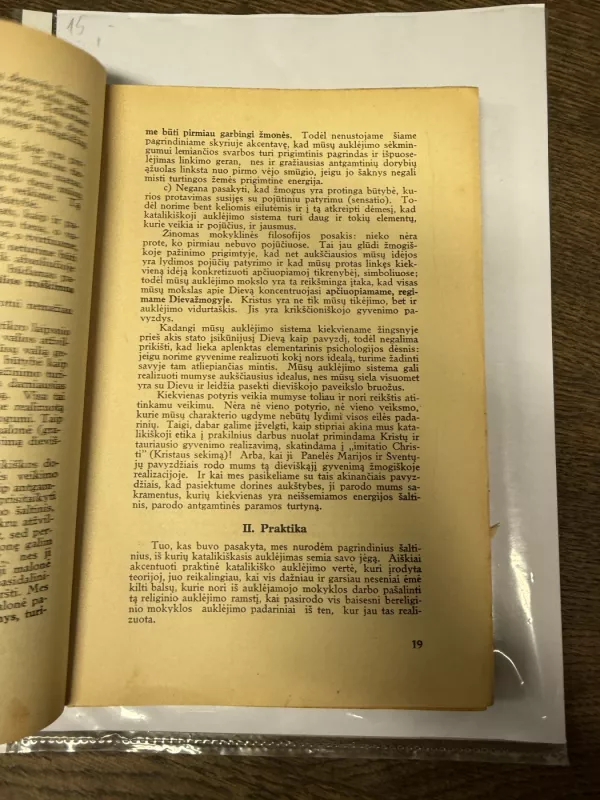 15
me būti pirmiau garbingi žmonės. Todėl nenustojame šiame
pagrindiniame skyriuje akcentavę, kad mūsų auklėjimo sėkmin-
gumui lemiančios svarbos turi prigimtinis pagrindas ir išpuose-
lėjimas linkimo geran, nes ir gražiausias antgamtinių dorybių
ąžuolas linksta nuo pirmo vėjo smūgio, jeigu jo šaknys negali
misti turtingos žemės prigimtine energija.
c) Negana pasakyti, kad žmogus yra protinga būtybė, ku-
rios protavimas susijęs su pojūtiniu patyrimu (sensatio). To-
dėl norime bent keliomis eilutėmis ir į tą atkreipti dėmesį, kad
katalikiškoji auklėjimo sistema turi daug ir tokių elementų,
kurie veikia ir pojūčius, ir jausmus.
Žinomas mokyklinės filosofijos posakis: nieko nėra
prote, ko pirmiau nebuvo pojūčiuose. Tai jau glūdi žmogiš-
koje pažinimo prigimtyje, kad net aukščiausios mūsų idėjos
yra lydimos pojūčių patyrimo ir kad mūsų protas linkęs kiek-
vieną idėją konkretizuoti apčiuopiamoj tikrenybėj, simboliuose;
todėl mūsų auklėjimo mokslo yra ta reikšminga įtaka, kad visas
mūsų mokslas apie Dievą koncentruojasi apčiuopiamame, regi-
mame Dievažmogyje. Kristus yra ne tik mūsų tikėjimo, bet ir
auklėjimo vidurtaškis. Jis yra krikščioniškojo gyvenimo pa-
vyzdys.
Kadangi mūsų auklėjimo sistema kiekviename žingsnyje
prieš akis stato įsikūnijusį Dievą kaip pavyzdį, todėl negalima
prikišti, kad lieka aplenktas elementarinis psichologijos dėsnis:
jeigu norime gyvenime realizuoti kokį nors idealą, turime žadinti
savyje tam atliepiančias mintis. Mūsų auklėjimo sistema gali
realizuoti mumyse aukščiausius idealus, nes mūsų siela visuomet
yra su Dievu ir leidžia pasekti dieviškojo paveikslo bruožus.
Kiekvienas potyris veikia mumyse toliau ir nori reikštis ati-
tinkamu veikimu. Nėra nė vieno potyrio, nė vieno veiksmo,
kurie mūsų charakterio ugdyme nebūtų lydimi visos eilės pada-
rinių. Taigi, dabar galime įžvelgti, kaip stipriai akina mus kata-
likiškoji etika į prakilnius darbus nuolat primindama Kristų ir
tauriausio gyvenimo realizavimą, skatindama į „imitatio Chris-
ti” (Kristaus sekimą)! Arba, kai ji Panelės Marijos ir Šventų-
jų pavyzdžiais rodo mums tą dieviškąjį gyvenimą žmogiškoje
realizacijoje. Ir kai mes pasikeliame su tais akinančiais pavyz-
džiais, kad pasiektume dorines aukštybes, ji parodo mums sa-
kramentus, kurių kiekvienas yra neišsemiamos energijos šalti-
nis, parodo antgamtinės paramos turtyną.
II. Praktika
Tuo, kas buvo pasakyta, mes nurodėm pagrindinius šalti-
nius, iš kurių katalikiškasis auklėjimas semia savo jėgą. Aiškiai
akcentuoti praktinė katalikiško auklėjimo vertė, kuri įrodyta
teorijoj, juo reikalingiau, kai vis dažniau ir garsiau neseniai ėmė
kilti balsų, kurie nori iš auklėjamojo mokyklos darbo pašalinti
tą religinio auklėjimo ramstį, kai pasirodo vis baisesni bereligi-
nio mokyklos auklėjimo padariniai iš ten, kur jau tas reali-
zuota.
19